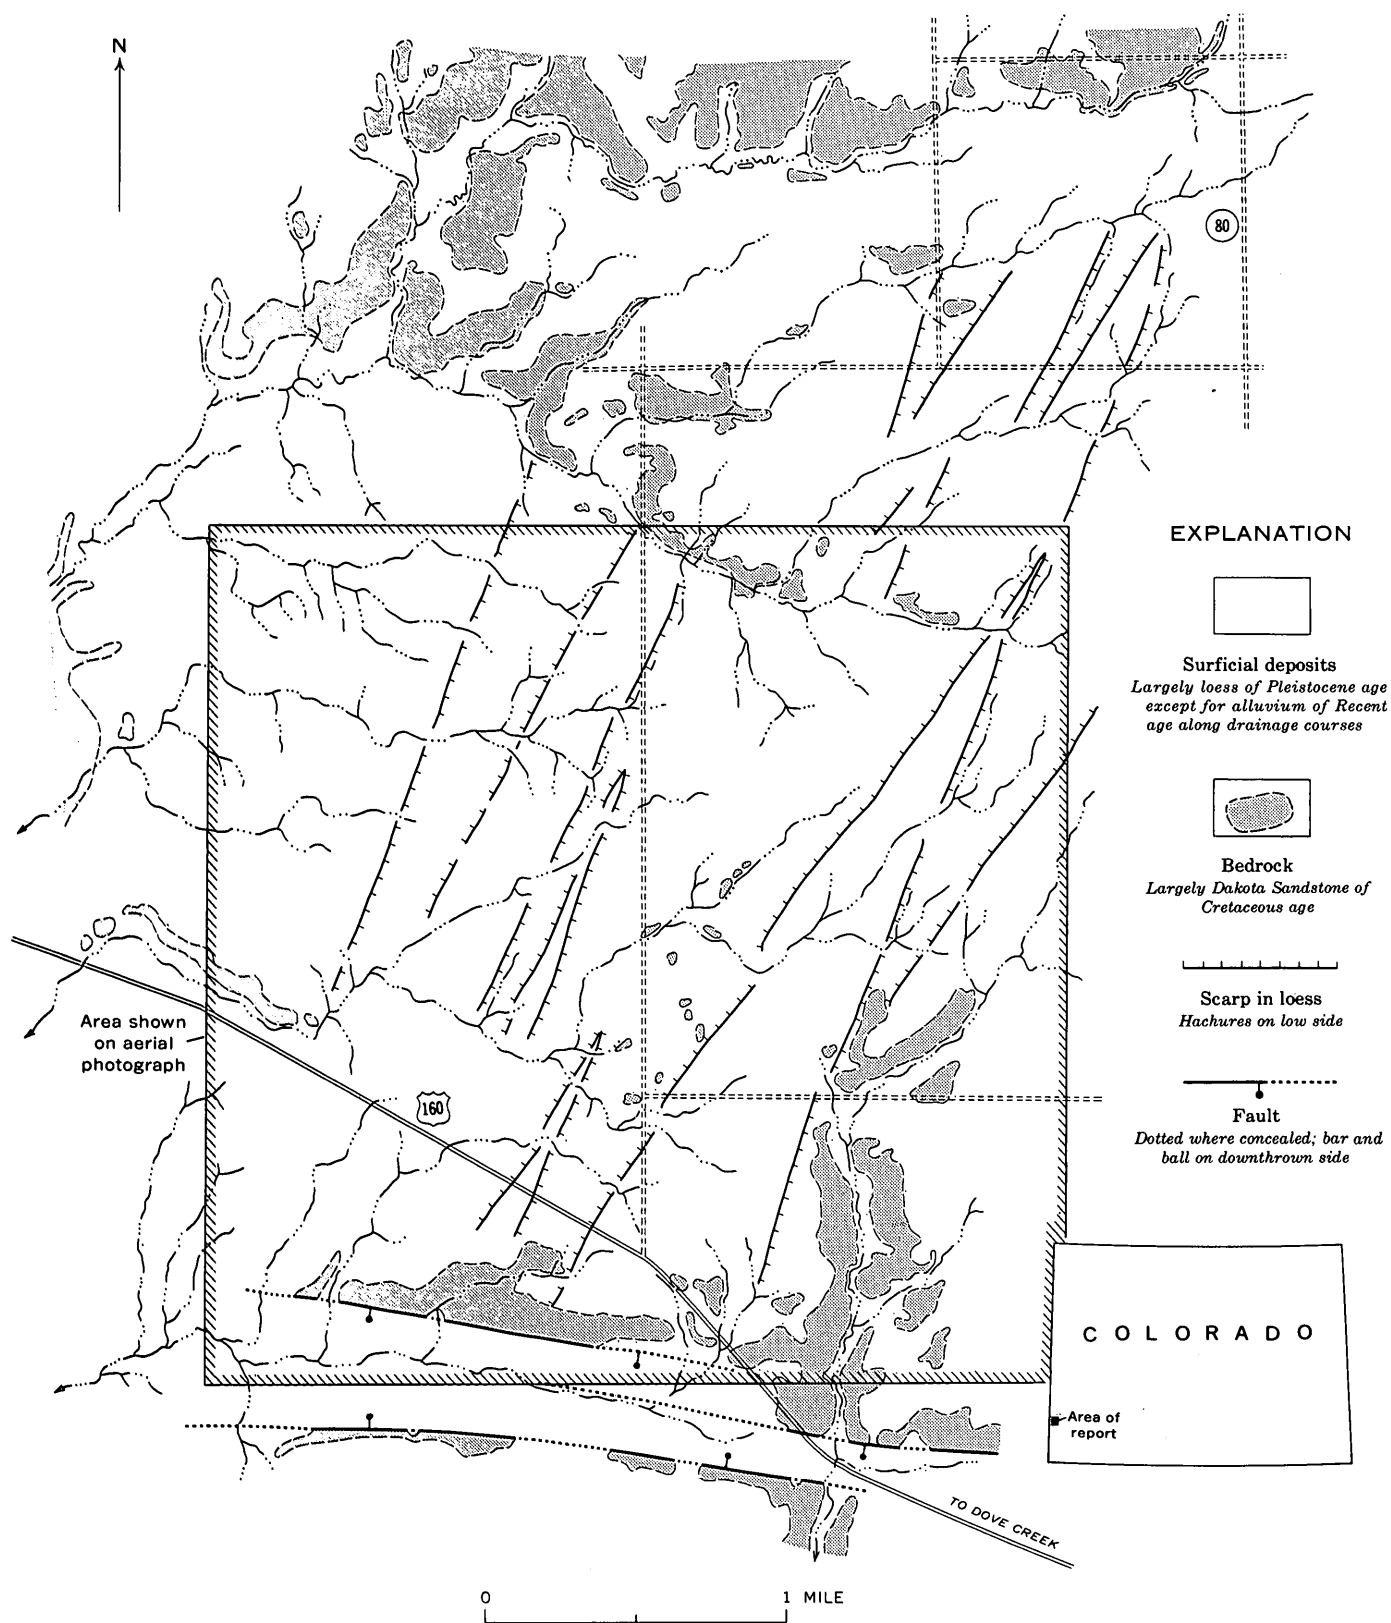 N
80
EXPLANATION
Surficial deposits
Largely loess of Pleistocene age
except for alluvium of Recent
age along drainage courses
Bedrock
Largely Dakota Sandstone of
Cretaceous age
Scarp in loess
Hachures on low side
Fault
Dotted where concealed; bar and
ball on downthrown side
Area shown
on aerial
photograph
160
COLORADO
Area of
report
TO DOVE CREEK
0 1 MILE